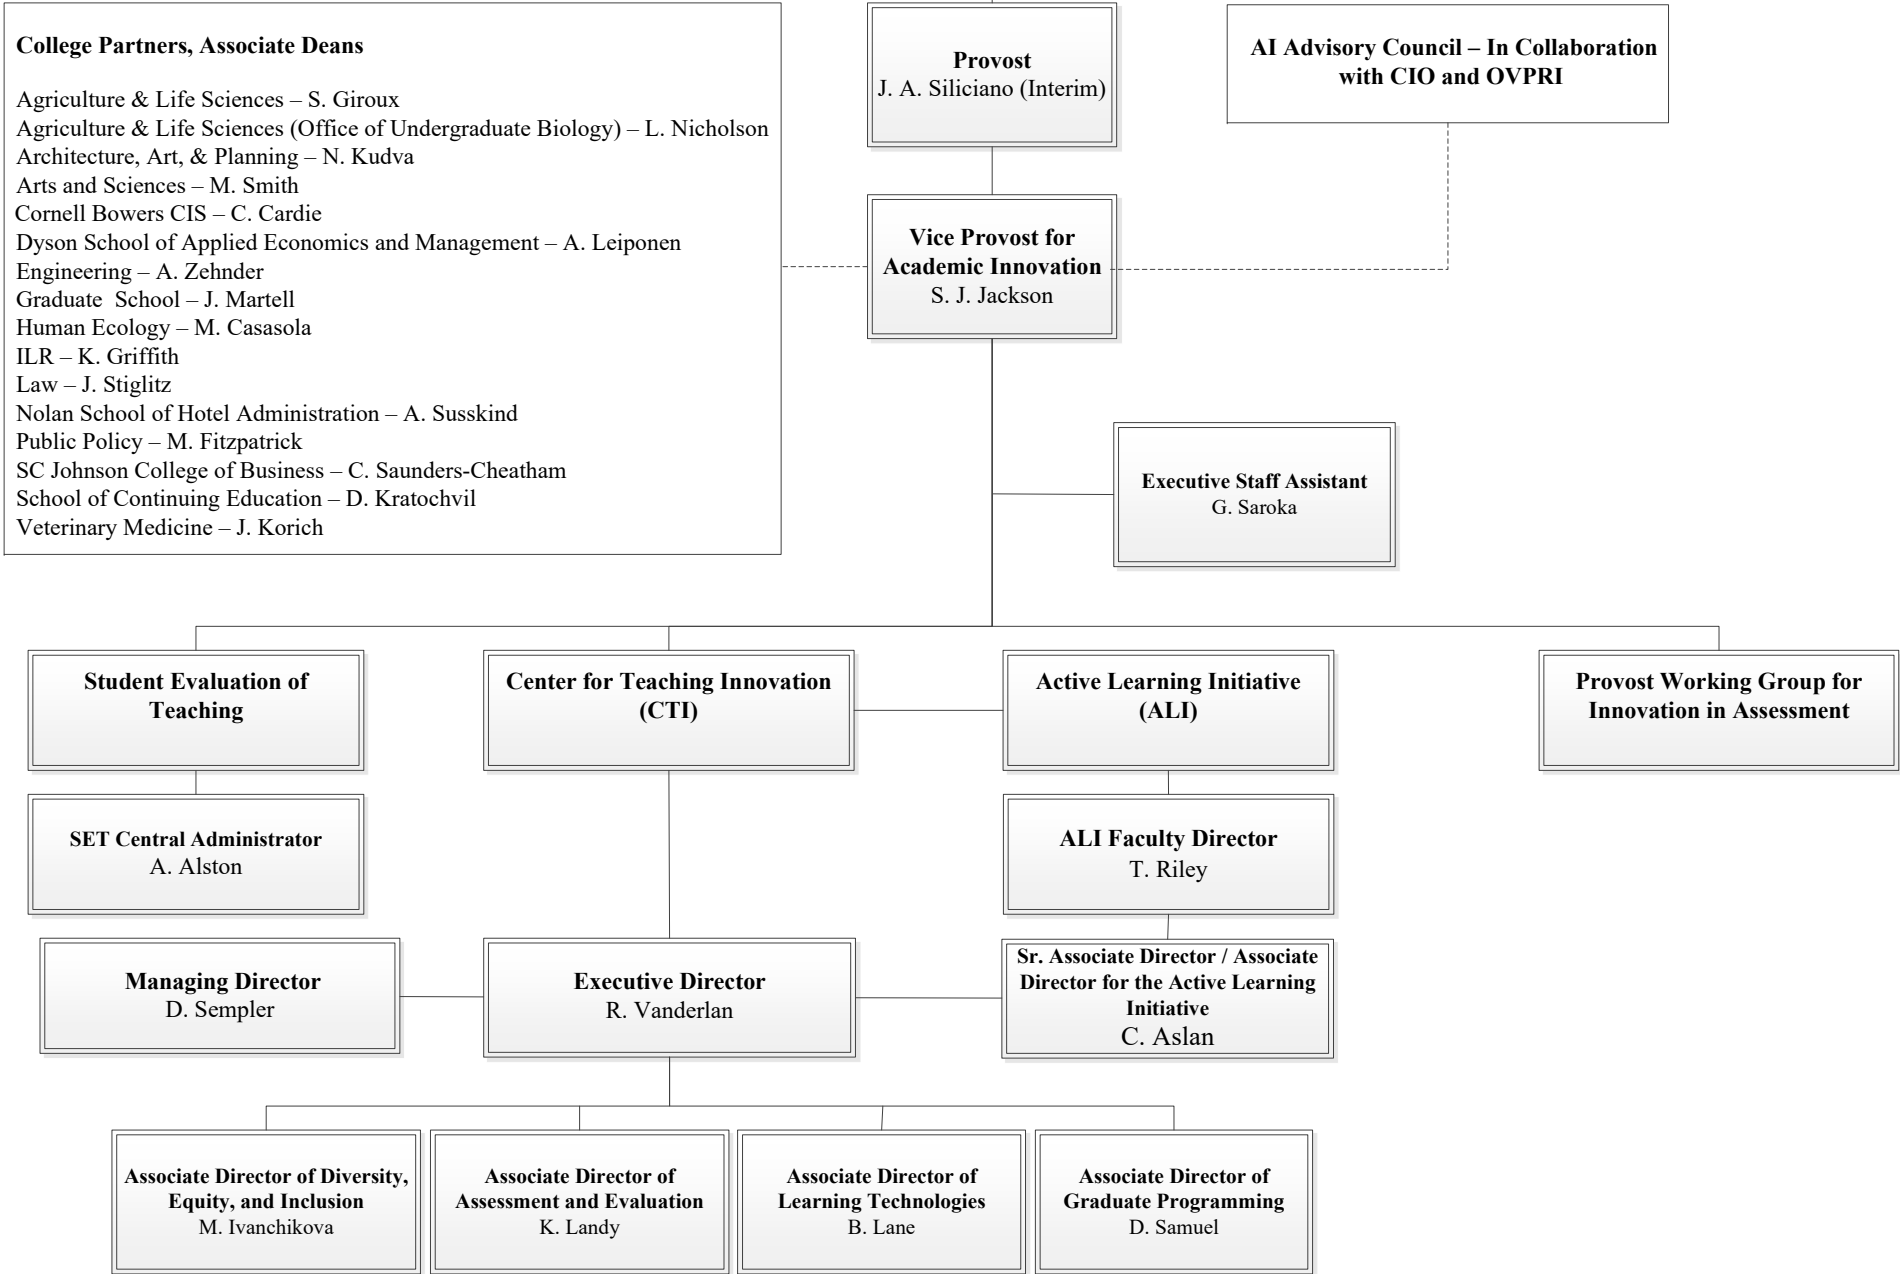 College Partners, Associate Deans
Agriculture & Life Sciences – S. Giroux
Agriculture & Life Sciences (Office of Undergraduate Biology) – L. Nicholson
Architecture, Art, & Planning – N. Kudva
Arts and Sciences – M. Smith
Cornell Bowers CIS – C. Cardie
Dyson School of Applied Economics and Management – A. Leiponen
Engineering – A. Zehnder
Graduate  School – J. Martell
Human Ecology – M. Casasola
ILR – K. Griffith
Law – J. Stiglitz
Nolan School of Hotel Administration – A. Susskind
Public Policy – M. Fitzpatrick
SC Johnson College of Business – C. Saunders-Cheatham
School of Continuing Education – D. Kratochvil
Veterinary Medicine – J. Korich
Provost
J. A. Siliciano (Interim)
AI Advisory Council – In Collaboration
with CIO and OVPRI
Vice Provost for
Academic Innovation
S. J. Jackson
Executive Staff Assistant
G. Saroka
Student Evaluation of
Teaching
Center for Teaching Innovation
(CTI)
Active Learning Initiative
(ALI)
Provost Working Group for
Innovation in Assessment
SET Central Administrator
A. Alston
ALI Faculty Director
T. Riley
Managing Director
D. Sempler
Executive Director
R. Vanderlan
Sr. Associate Director / Associate
Director for the Active Learning
Initiative
C. Aslan
Associate Director of Diversity,
Equity, and Inclusion
M. Ivanchikova
Associate Director of
Assessment and Evaluation
K. Landy
Associate Director of
Learning Technologies
B. Lane
Associate Director of
Graduate Programming
D. Samuel